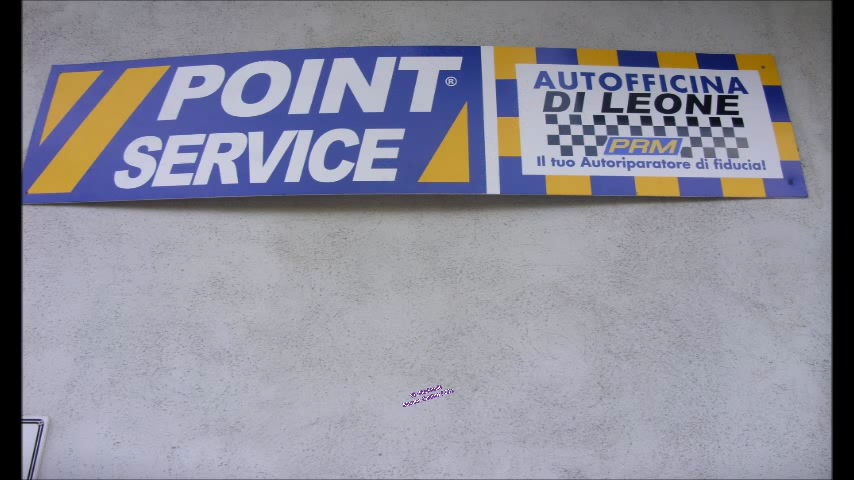 POINT®
SERVICE
AUTOFFICINA
DI LEONE
PRM
Il tuo Autoriparatore di fiducia!